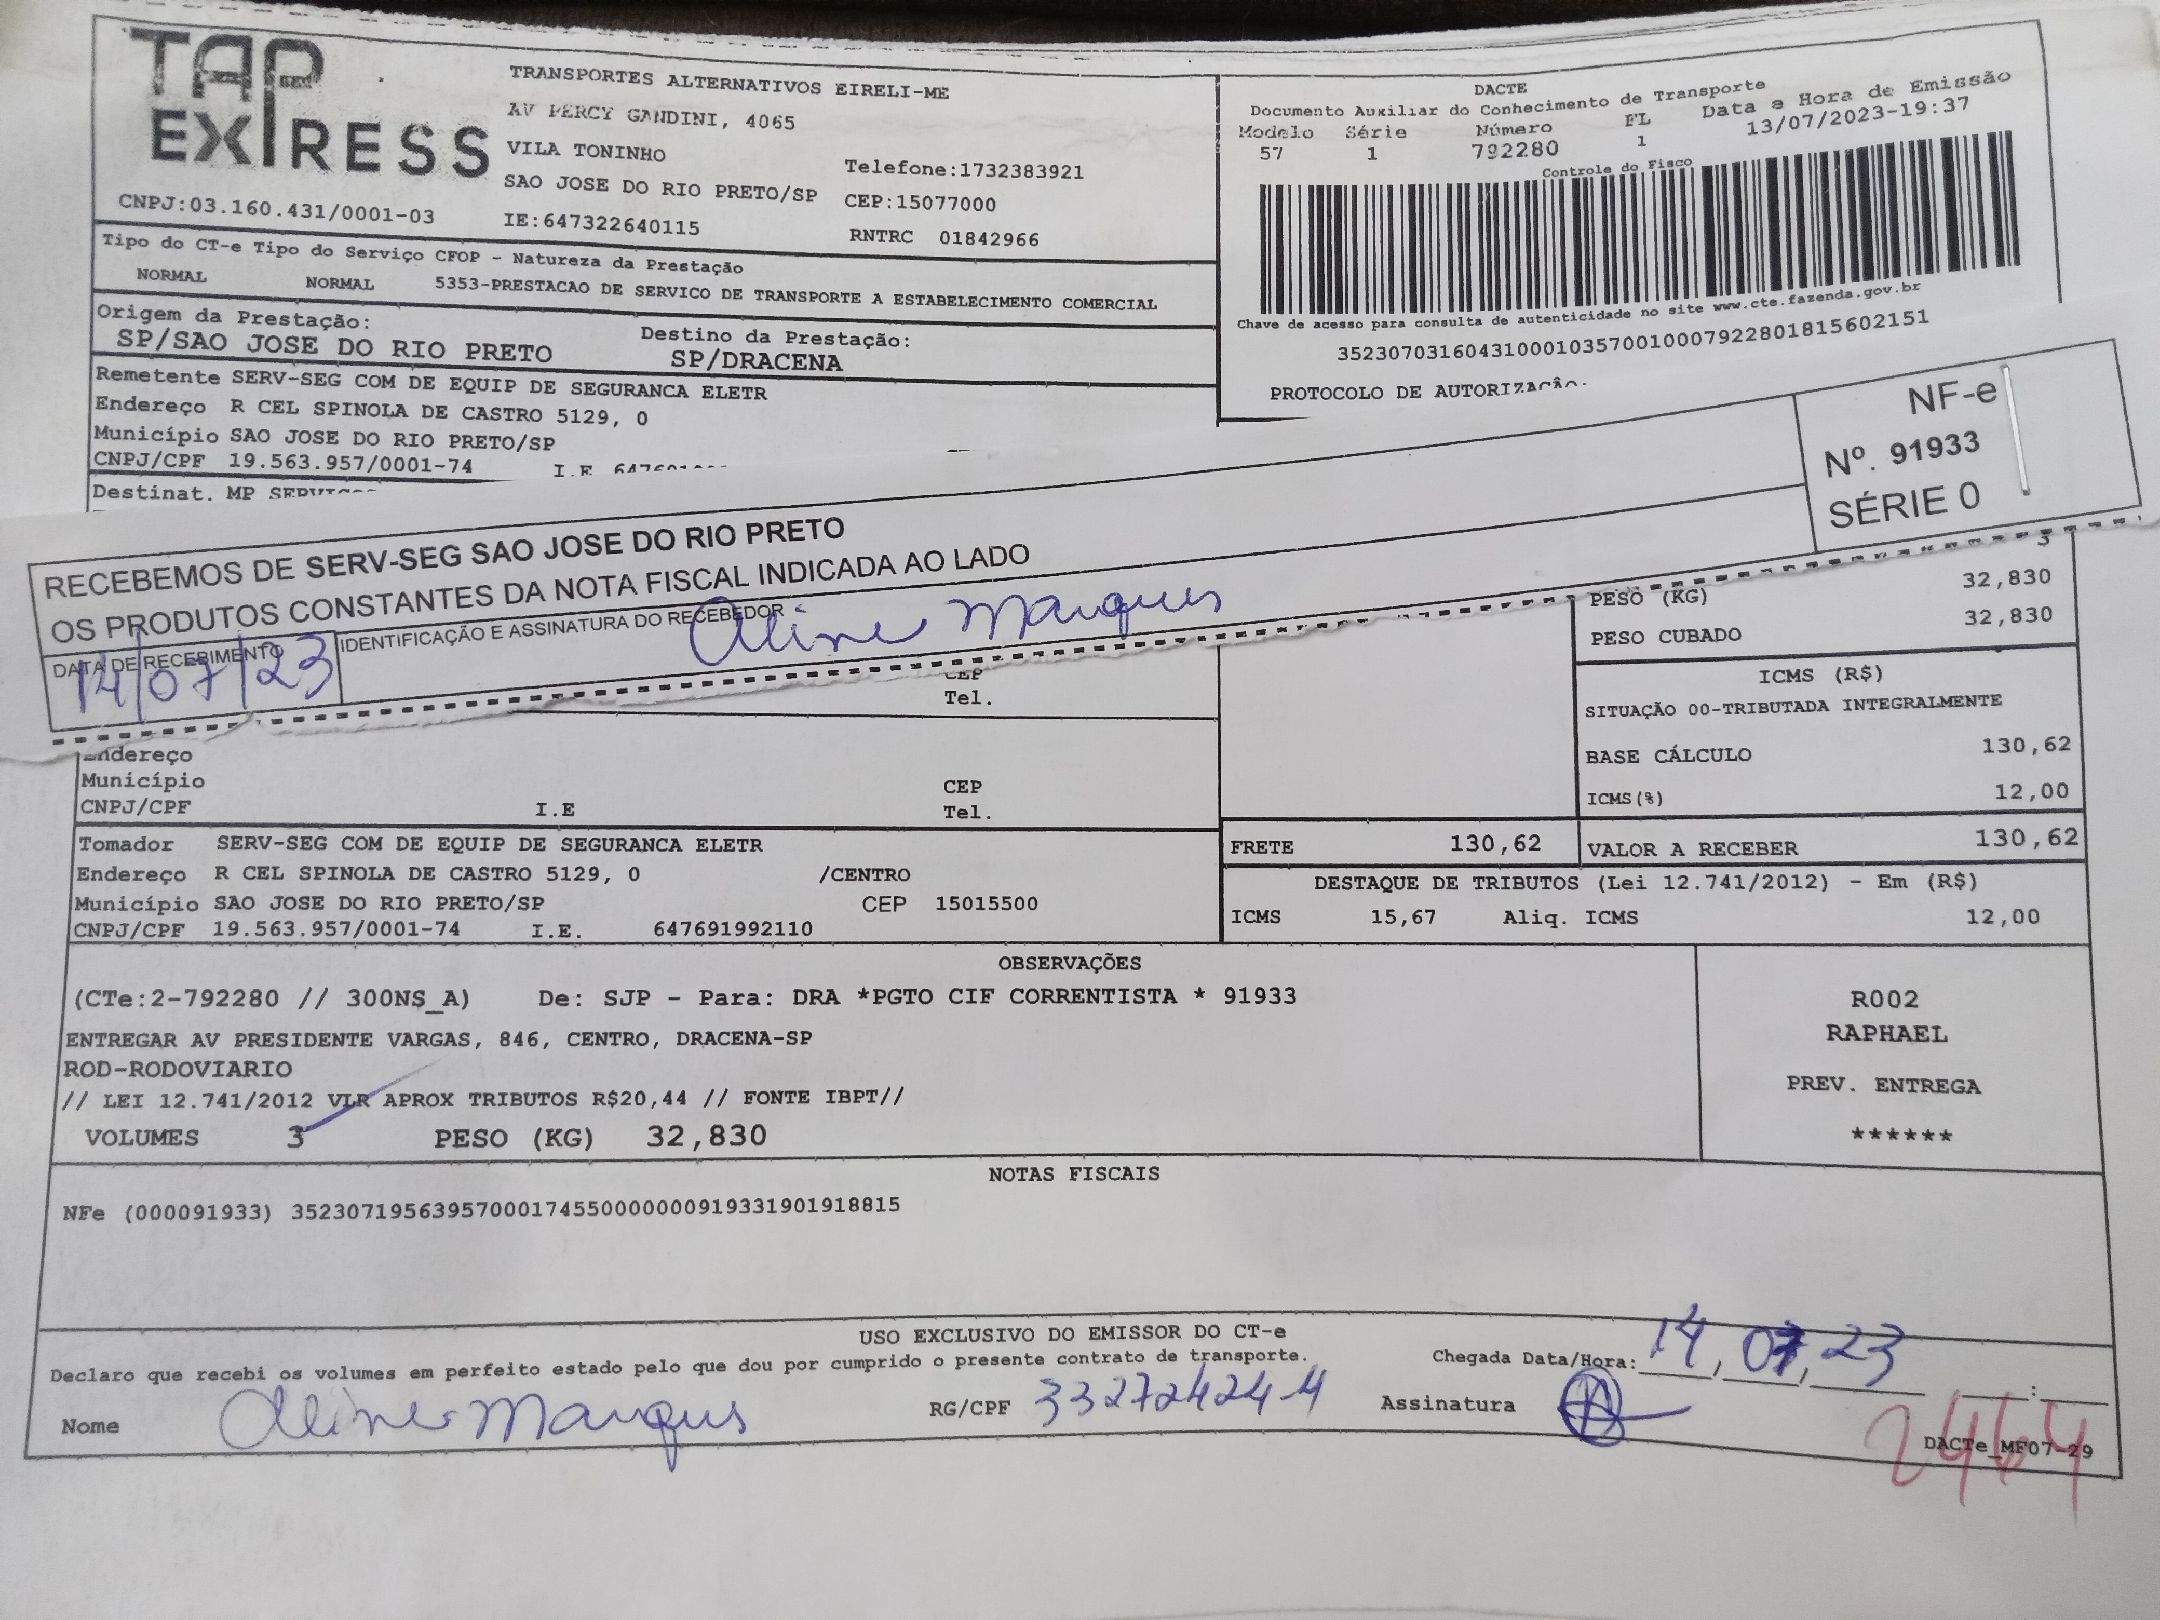 TAP EXPRESS
CNPJ:03.160.431/0001-03
TRANSPORTES ALTERNATIVOS EIRELI-ME
AV PERCY GANDINI, 4065
VILA TONINHO
SAO JOSE DO RIO PRETO/SP
IE:647322640115
Telefone:1732383921
CEP:15077000
RNTRC 01842966
DACTE
Documento Auxiliar do Conhecimento de Transporte
Modelo Série Número FL Data e Hora de Emissão
57 1 792280 1 13/07/2023-19:37
Controle do Fisco
Chave de acesso para consulta de autenticidade no site www.cte.fazenda.gov.br
35230703160431000103570010007922801815602151
PROTOCOLO DE AUTORIZAÇÃO:
Tipo do CT-e Tipo do Serviço CFOP - Natureza da Prestação
NORMAL NORMAL 5353-PRESTACAO DE SERVICO DE TRANSPORTE A ESTABELECIMENTO COMERCIAL
Origem da Prestação: Destino da Prestação:
SP/SAO JOSE DO RIO PRETO SP/DRACENA
Remetente SERV-SEG COM DE EQUIP DE SEGURANCA ELETR
Endereço R CEL SPINOLA DE CASTRO 5129, 0
Município SAO JOSE DO RIO PRETO/SP
CNPJ/CPF 19.563.957/0001-74 I.E
Destinat. MP
NF-e
Nº. 91933
SÉRIE 0
RECEBEMOS DE SERV-SEG SAO JOSE DO RIO PRETO
OS PRODUTOS CONSTANTES DA NOTA FISCAL INDICADA AO LADO
DATA DE RECEBIMENTO IDENTIFICAÇÃO E ASSINATURA DO RECEBEDOR
14/07/23 Aline Marques
3
PESO (KG) 32,830
PESO CUBADO 32,830
CEP
Tel.
ICMS (R$)
SITUAÇÃO 00-TRIBUTADA INTEGRALMENTE
BASE CÁLCULO 130,62
ICMS(%) 12,00
Endereço
Município CEP
CNPJ/CPF I.E Tel.
FRETE 130,62 VALOR A RECEBER 130,62
Tomador SERV-SEG COM DE EQUIP DE SEGURANCA ELETR
Endereço R CEL SPINOLA DE CASTRO 5129, 0 /CENTRO
Município SAO JOSE DO RIO PRETO/SP CEP 15015500
CNPJ/CPF 19.563.957/0001-74 I.E. 647691992110
DESTAQUE DE TRIBUTOS (Lei 12.741/2012) - Em (R$)
ICMS 15,67 Aliq. ICMS 12,00
OBSERVAÇÕES
(CTe:2-792280 // 300NS_A) De: SJP - Para: DRA *PGTO CIF CORRENTISTA * 91933
ENTREGAR AV PRESIDENTE VARGAS, 846, CENTRO, DRACENA-SP
ROD-RODOVIARIO
// LEI 12.741/2012 VLR APROX TRIBUTOS R$20,44 // FONTE IBPT//
VOLUMES 3 PESO (KG) 32,830
R002
RAPHAEL
PREV. ENTREGA
******
NOTAS FISCAIS
NFe (000091933) 35230719563957000174550000000919331901918815
USO EXCLUSIVO DO EMISSOR DO CT-e
Declaro que recebi os volumes em perfeito estado pelo que dou por cumprido o presente contrato de transporte.
Chegada Data/Hora: 14, 07, 23 :
Nome Aline Marques RG/CPF 33272424-4 Assinatura
2464
DACTe_MF07-29